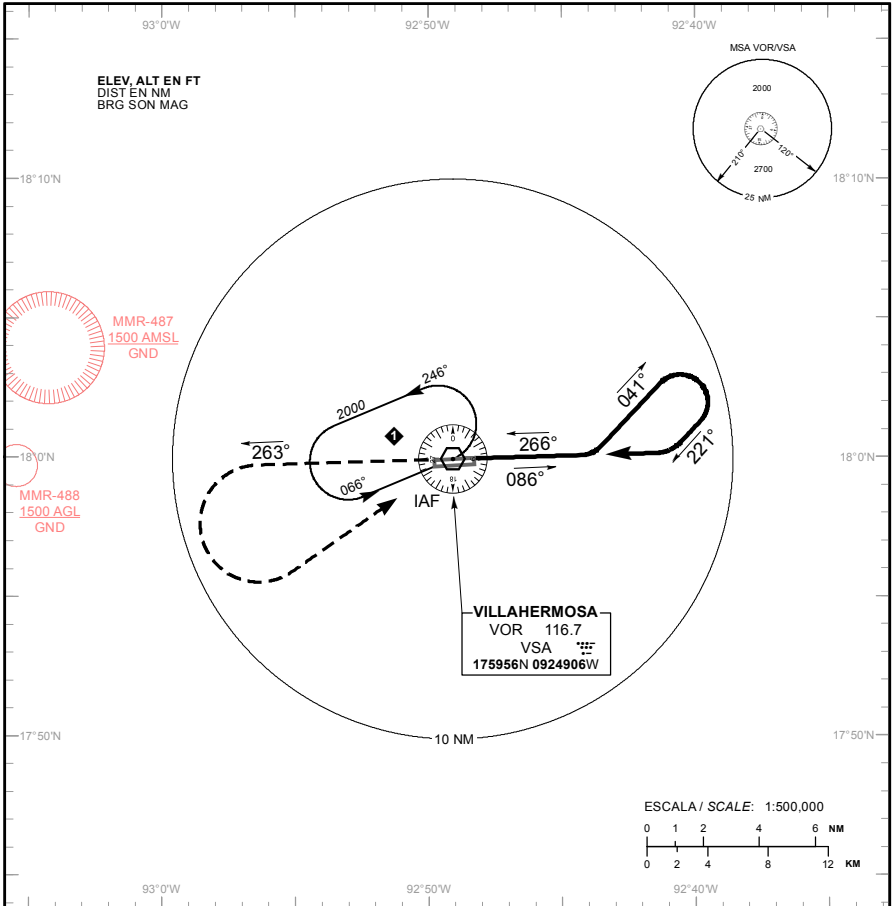 93°0'W
92°50'W
92°40'W
MSA VOR/VSA
2000
210°
120°
2700
25 NM
ELEV, ALT EN FT
DIST EN NM
BRG SON MAG
18°10'N
18°10'N
MMR-487
1500 AMSL
GND
246°
2000
1
041°
221°
263°
266°
086°
066°
0
18
IAF
18°0'N
18°0'N
MMR-488
1500 AGL
GND
VILLAHERMOSA
VOR 116.7
VSA
175956N 0924906W
10 NM
17°50'N
17°50'N
ESCALA / SCALE: 1:500,000
0 1 2 4 6 NM
0 2 4 8 12 KM
93°0'W
92°50'W
92°40'W